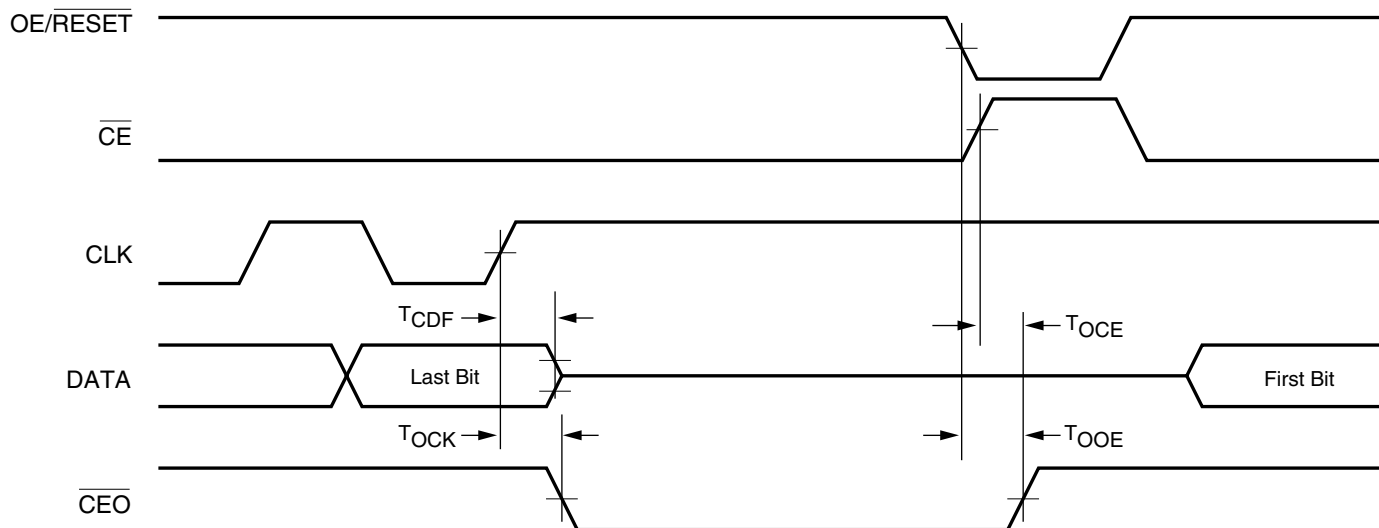 OE/RESET
CE
CLK
TCDF
TOCE
DATA
Last Bit
First Bit
TOCK
TOOE
CEO